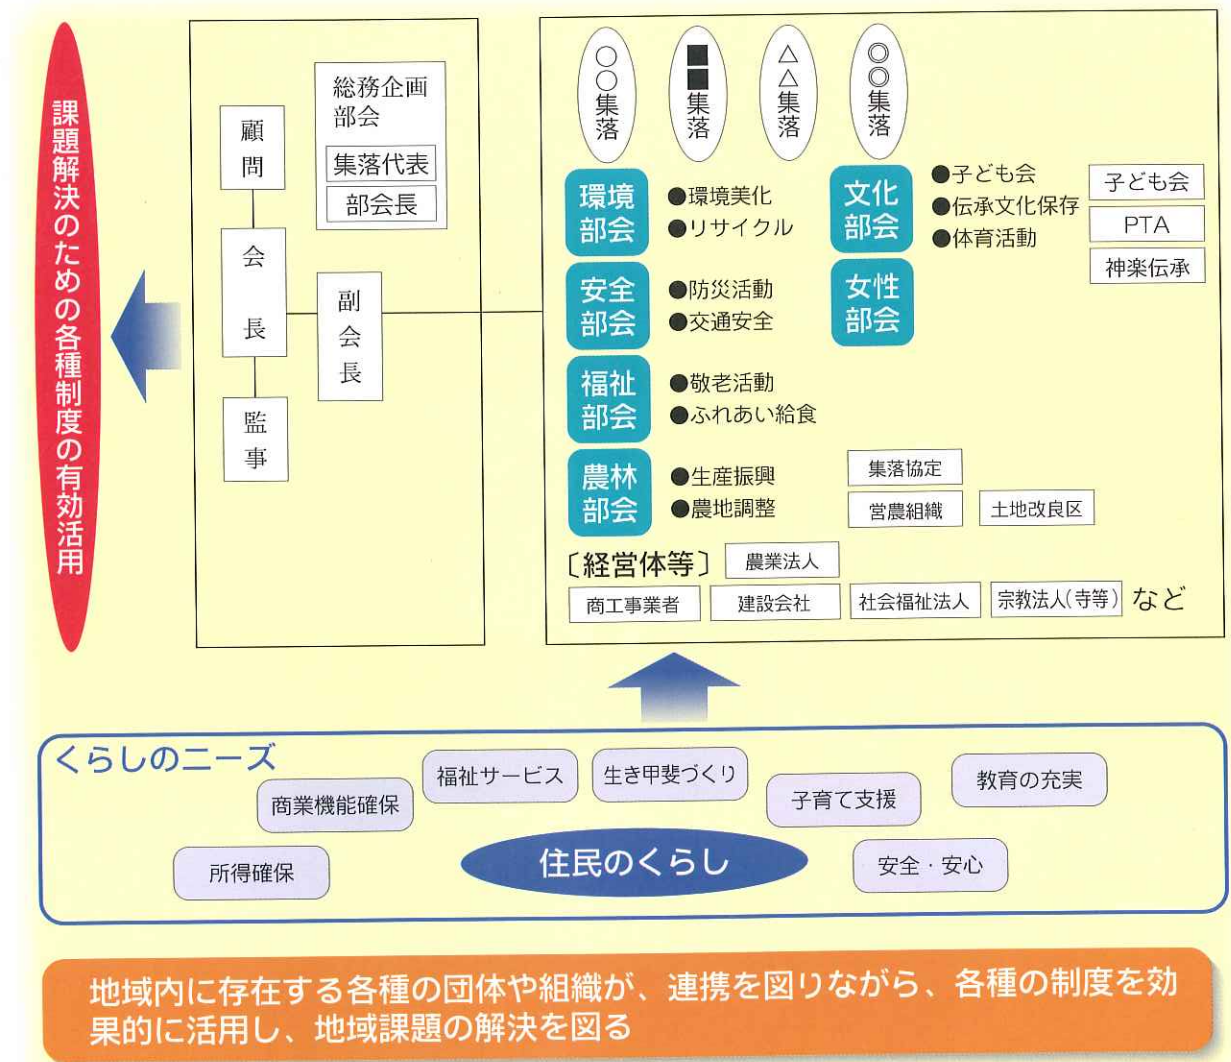 課題解決のための各種制度の有効活用
顧問
会長
監事
副会長
総務企画
部会
集落代表
部会長
○○集落
■■集落
△△集落
◎◎集落
環境
部会
●環境美化
●リサイクル
文化
部会
●子ども会
●伝承文化保存
●体育活動
子ども会
PTA
神楽伝承
安全
部会
●防災活動
●交通安全
女性
部会
福祉
部会
●敬老活動
●ふれあい給食
農林
部会
●生産振興
●農地調整
集落協定
営農組織
土地改良区
〔経営体等〕
農業法人
商工事業者
建設会社
社会福祉法人
宗教法人(寺等)
など
くらしのニーズ
商業機能確保
福祉サービス
生き甲斐づくり
子育て支援
教育の充実
所得確保
住民のくらし
安全・安心
地域内に存在する各種の団体や組織が、連携を図りながら、各種の制度を効
果的に活用し、地域課題の解決を図る